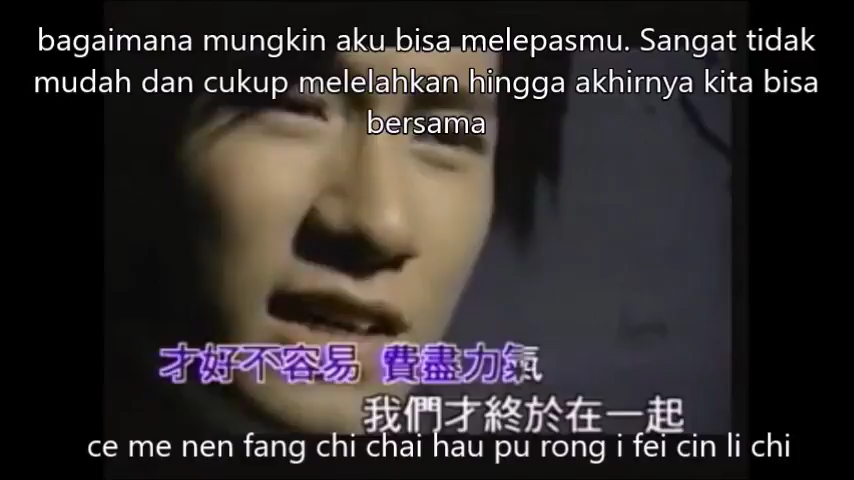 bagaimana mungkin aku bisa melepasmu. Sangat tidak
mudah dan cukup melelahkan hingga akhirnya kita bisa
bersama
才好不容易 費盡力氣
我們才終於在一起
ce me nen fang chi chai hau pu rong i fei cin li chi